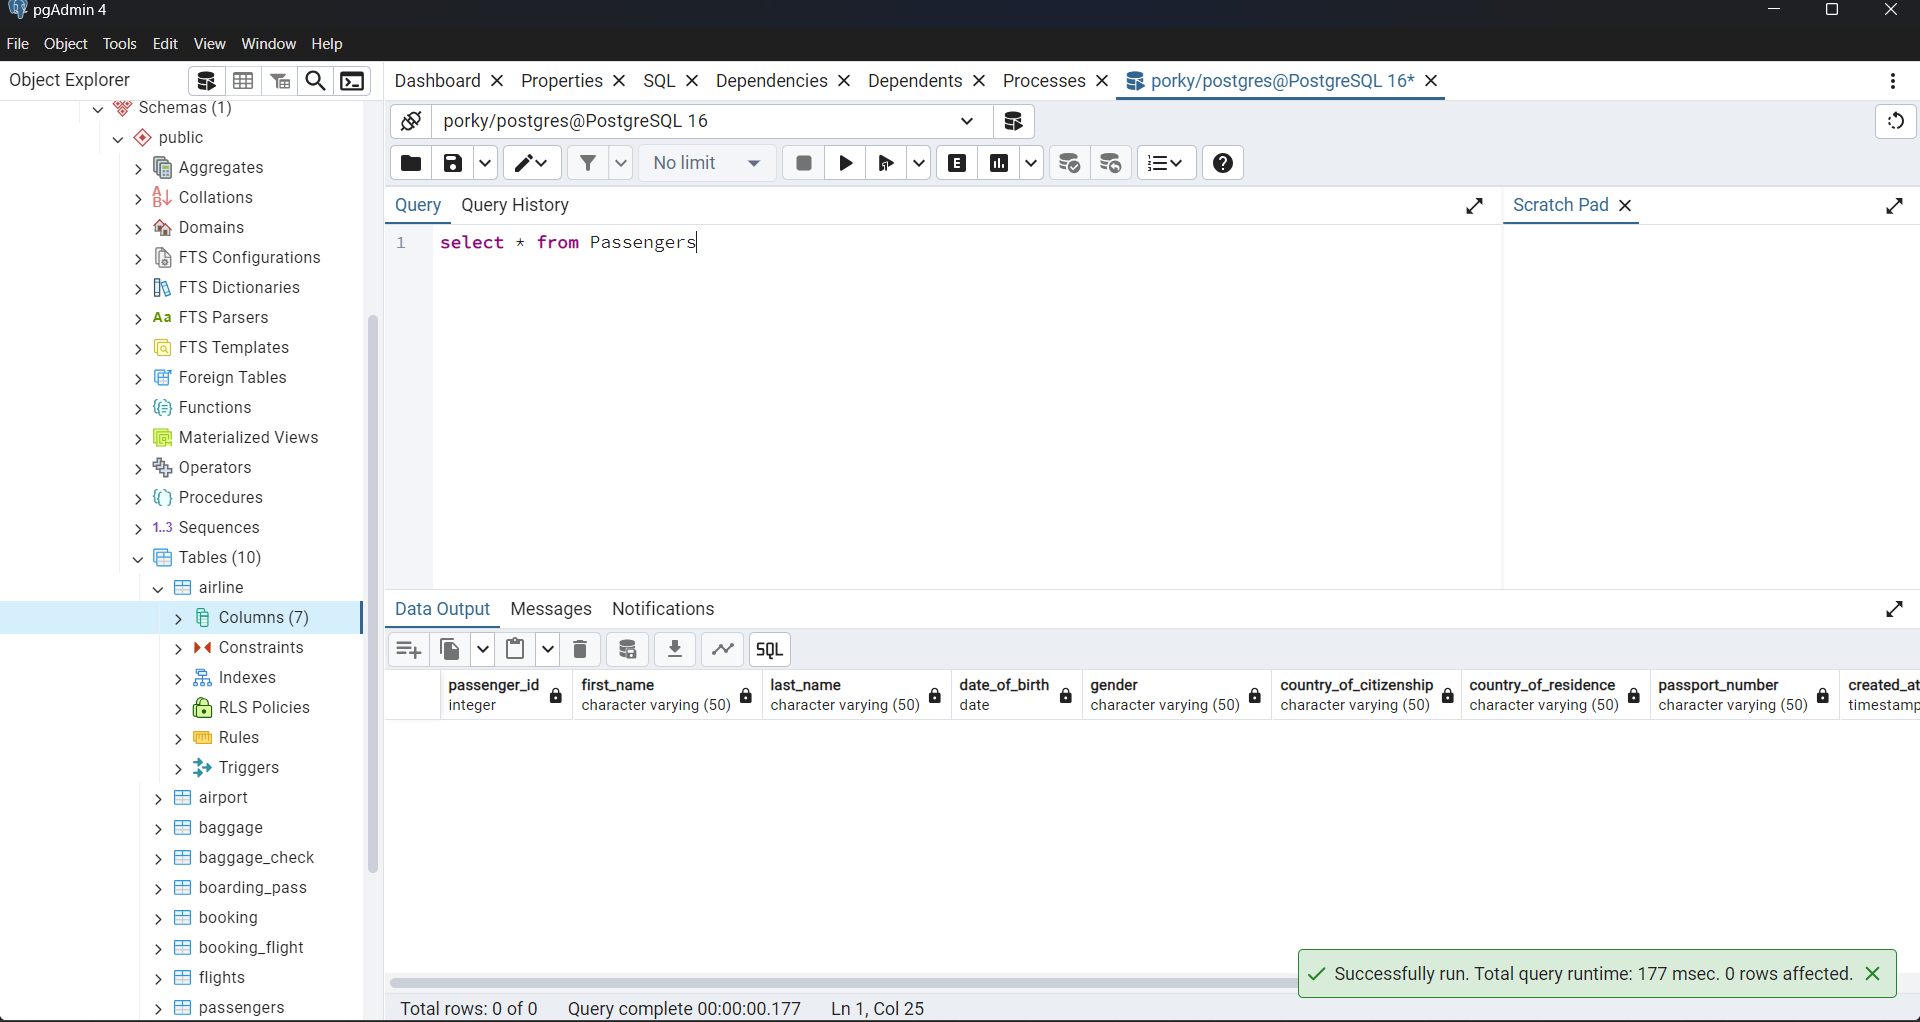 pgAdmin 4
File Object Tools Edit View Window Help
Object Explorer
Dashboard Properties SQL Dependencies Dependents Processes porky/postgres@PostgreSQL 16*
Schemas (1)
public
Aggregates
Collations
Domains
FTS Configurations
FTS Dictionaries
Aa FTS Parsers
FTS Templates
Foreign Tables
Functions
Materialized Views
Operators
Procedures
1..3 Sequences
Tables (10)
airline
Columns (7)
Constraints
Indexes
RLS Policies
Rules
Triggers
airport
baggage
baggage_check
boarding_pass
booking
booking_flight
flights
passengers
porky/postgres@PostgreSQL 16
No limit E
Query Query History
Scratch Pad
1 select * from Passengers
Data Output Messages Notifications
SQL
passenger_id first_name last_name date_of_birth gender country_of_citizenship country_of_residence passport_number created_at
integer character varying (50) character varying (50) date character varying (50) character varying (50) character varying (50) character varying (50) timestamp
Successfully run. Total query runtime: 177 msec. 0 rows affected.
Total rows: 0 of 0 Query complete 00:00:00.177 Ln 1, Col 25